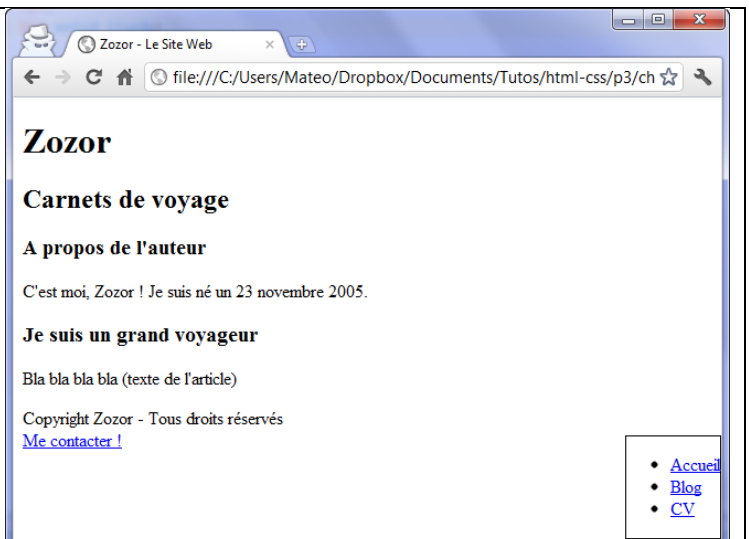 Zozor - Le Site Web
file:///C:/Users/Mateo/Dropbox/Documents/Tutos/html-css/p3/ch
Zozor
Carnets de voyage
A propos de l'auteur
C'est moi, Zozor ! Je suis né un 23 novembre 2005.
Je suis un grand voyageur
Bla bla bla bla (texte de l'article)
Copyright Zozor - Tous droits réservés
Me contacter !
Accueil
Blog
CV